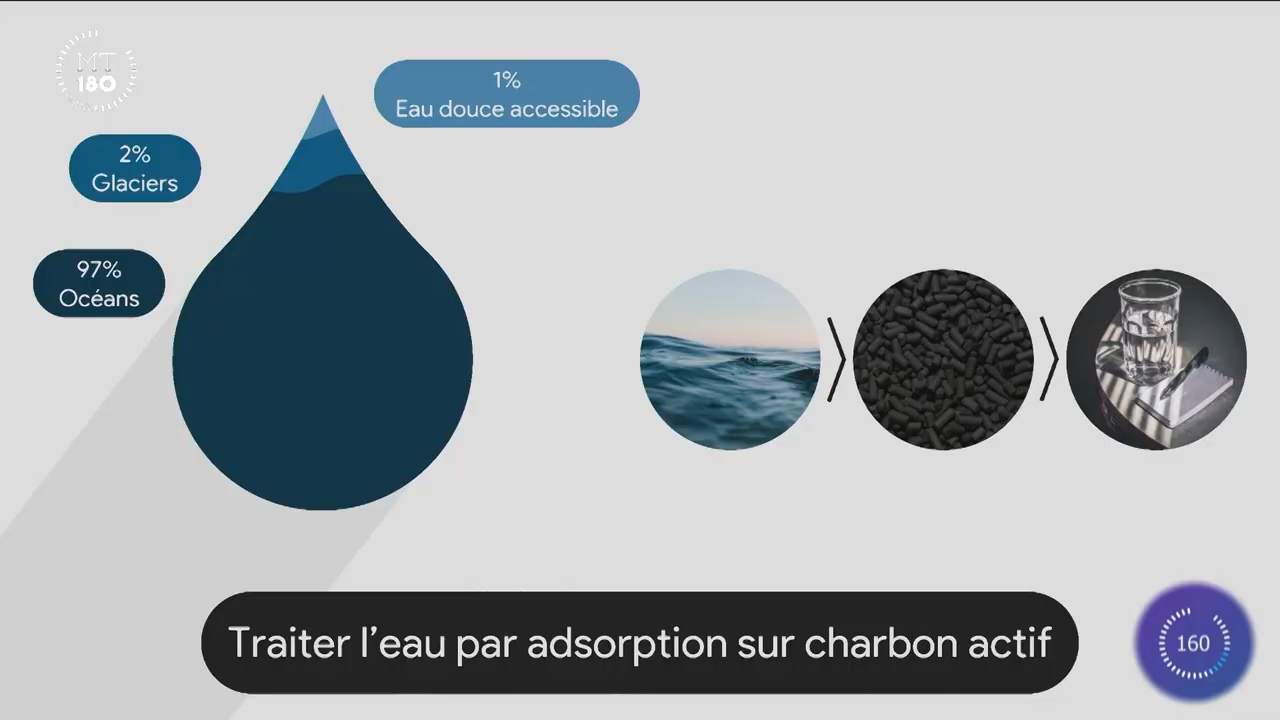 MT
180
1%
Eau douce accessible
2%
Glaciers
97%
Océans
Traiter l’eau par adsorption sur charbon actif
160